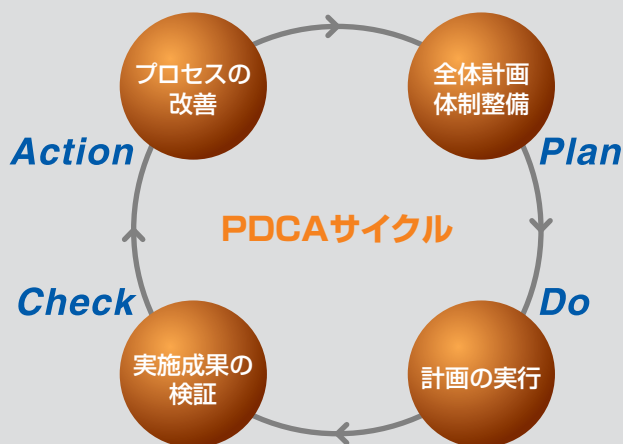 プロセスの
改善
全体計画
体制整備
Action
Plan
PDCAサイクル
Check
Do
実施成果の
検証
計画の実行